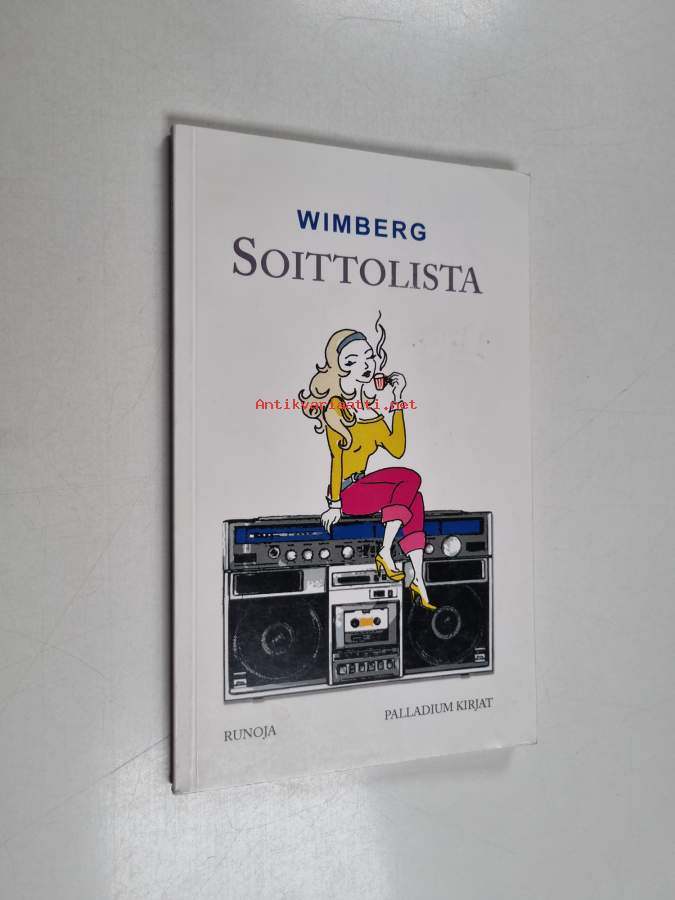 WIMBERG
SOITTOLISTA
Antikvariaatti.net
RUNOJA
PALLADIUM KIRJAT